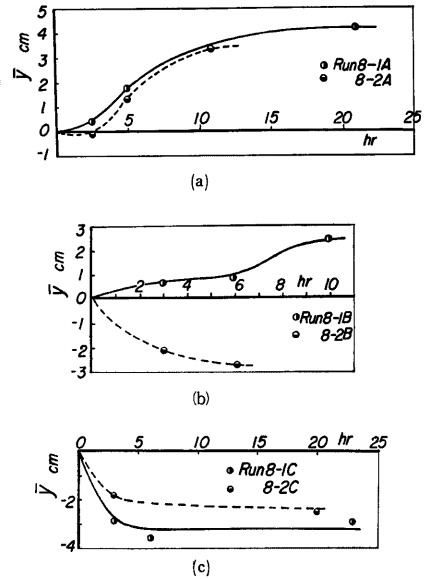 5
4
3
2
1
0
-1
ȳ cm
Run8-1A
8-2A
5 10 15 20 25
hr
(a)
3
2
1
0
-1
-2
-3
ȳ cm
2 4 6 hr 8 10
Run8-1B
8-2B
(b)
0 5 10 15 20 hr 25
-2
-4
ȳ cm
Run8-1C
8-2C
(c)